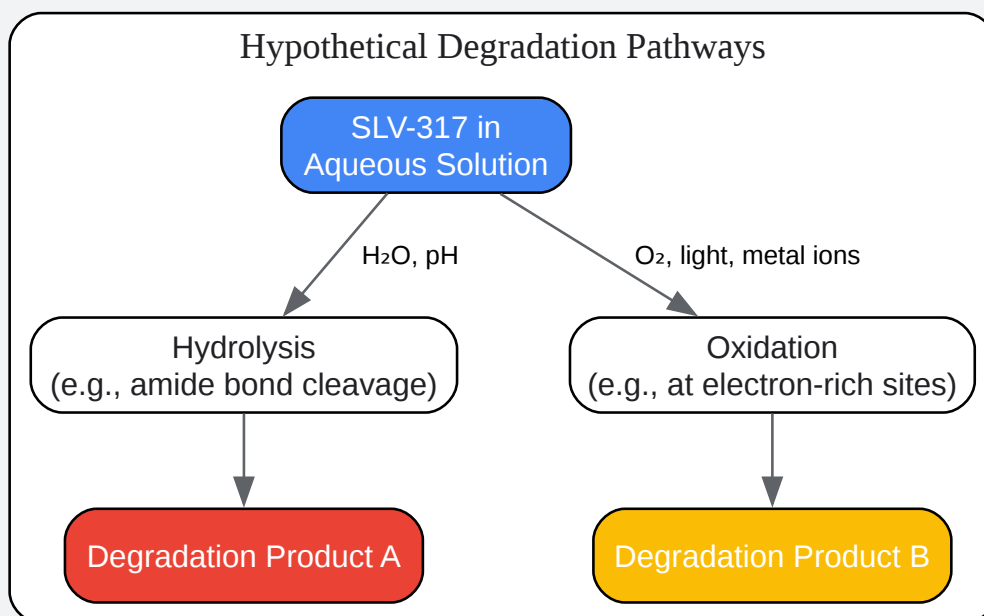 Hypothetical Degradation Pathways
SLV-317 in
Aqueous Solution
H₂O, pH
O₂, light, metal ions
Hydrolysis
(e.g., amide bond cleavage)
Oxidation
(e.g., at electron-rich sites)
Degradation Product A
Degradation Product B